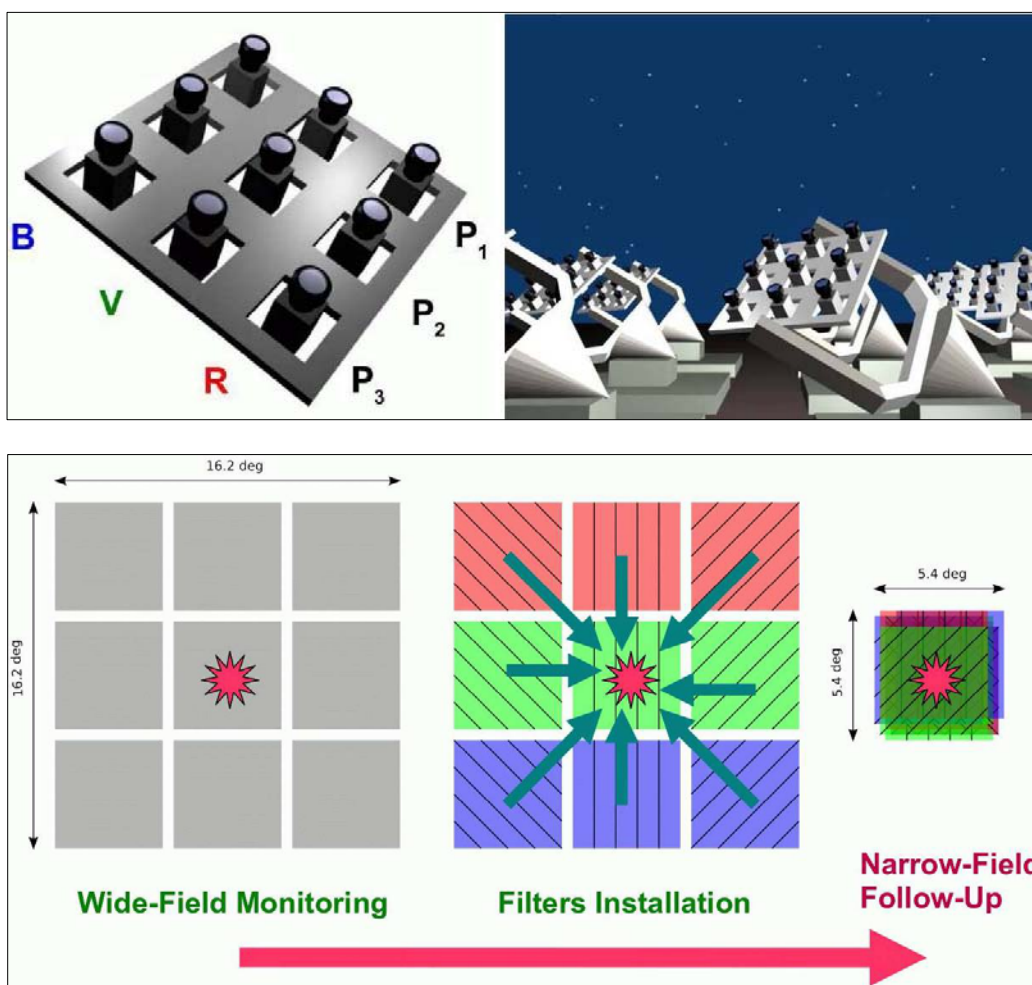 B
V
R
P1
P2
P3
16.2 deg
16.2 deg
5.4 deg
5.4 deg
Wide-Field Monitoring
Filters Installation
Narrow-Field
Follow-Up